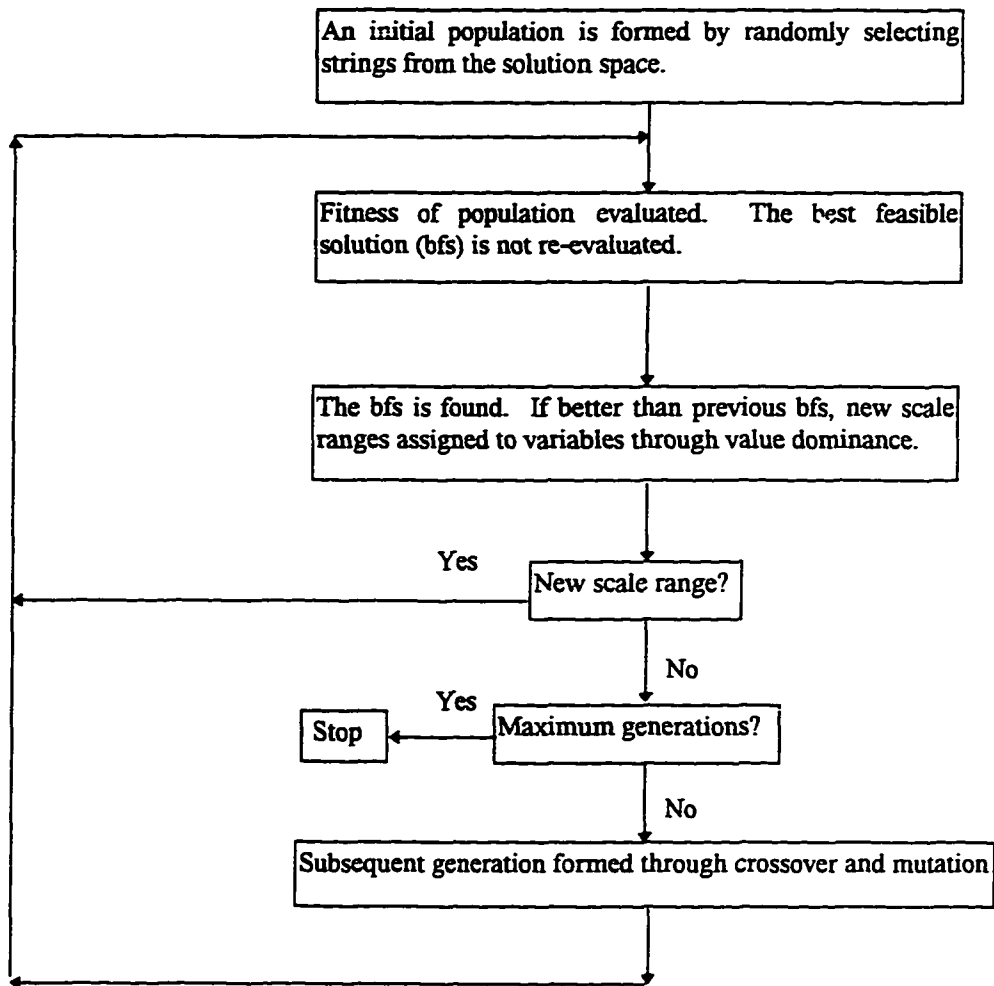 An initial population is formed by randomly selecting
strings from the solution space.
Fitness of population evaluated. The best feasible
solution (bfs) is not re-evaluated.
The bfs is found. If better than previous bfs, new scale
ranges assigned to variables through value dominance.
Yes
New scale range?
No
Yes
Stop
Maximum generations?
No
Subsequent generation formed through crossover and mutation